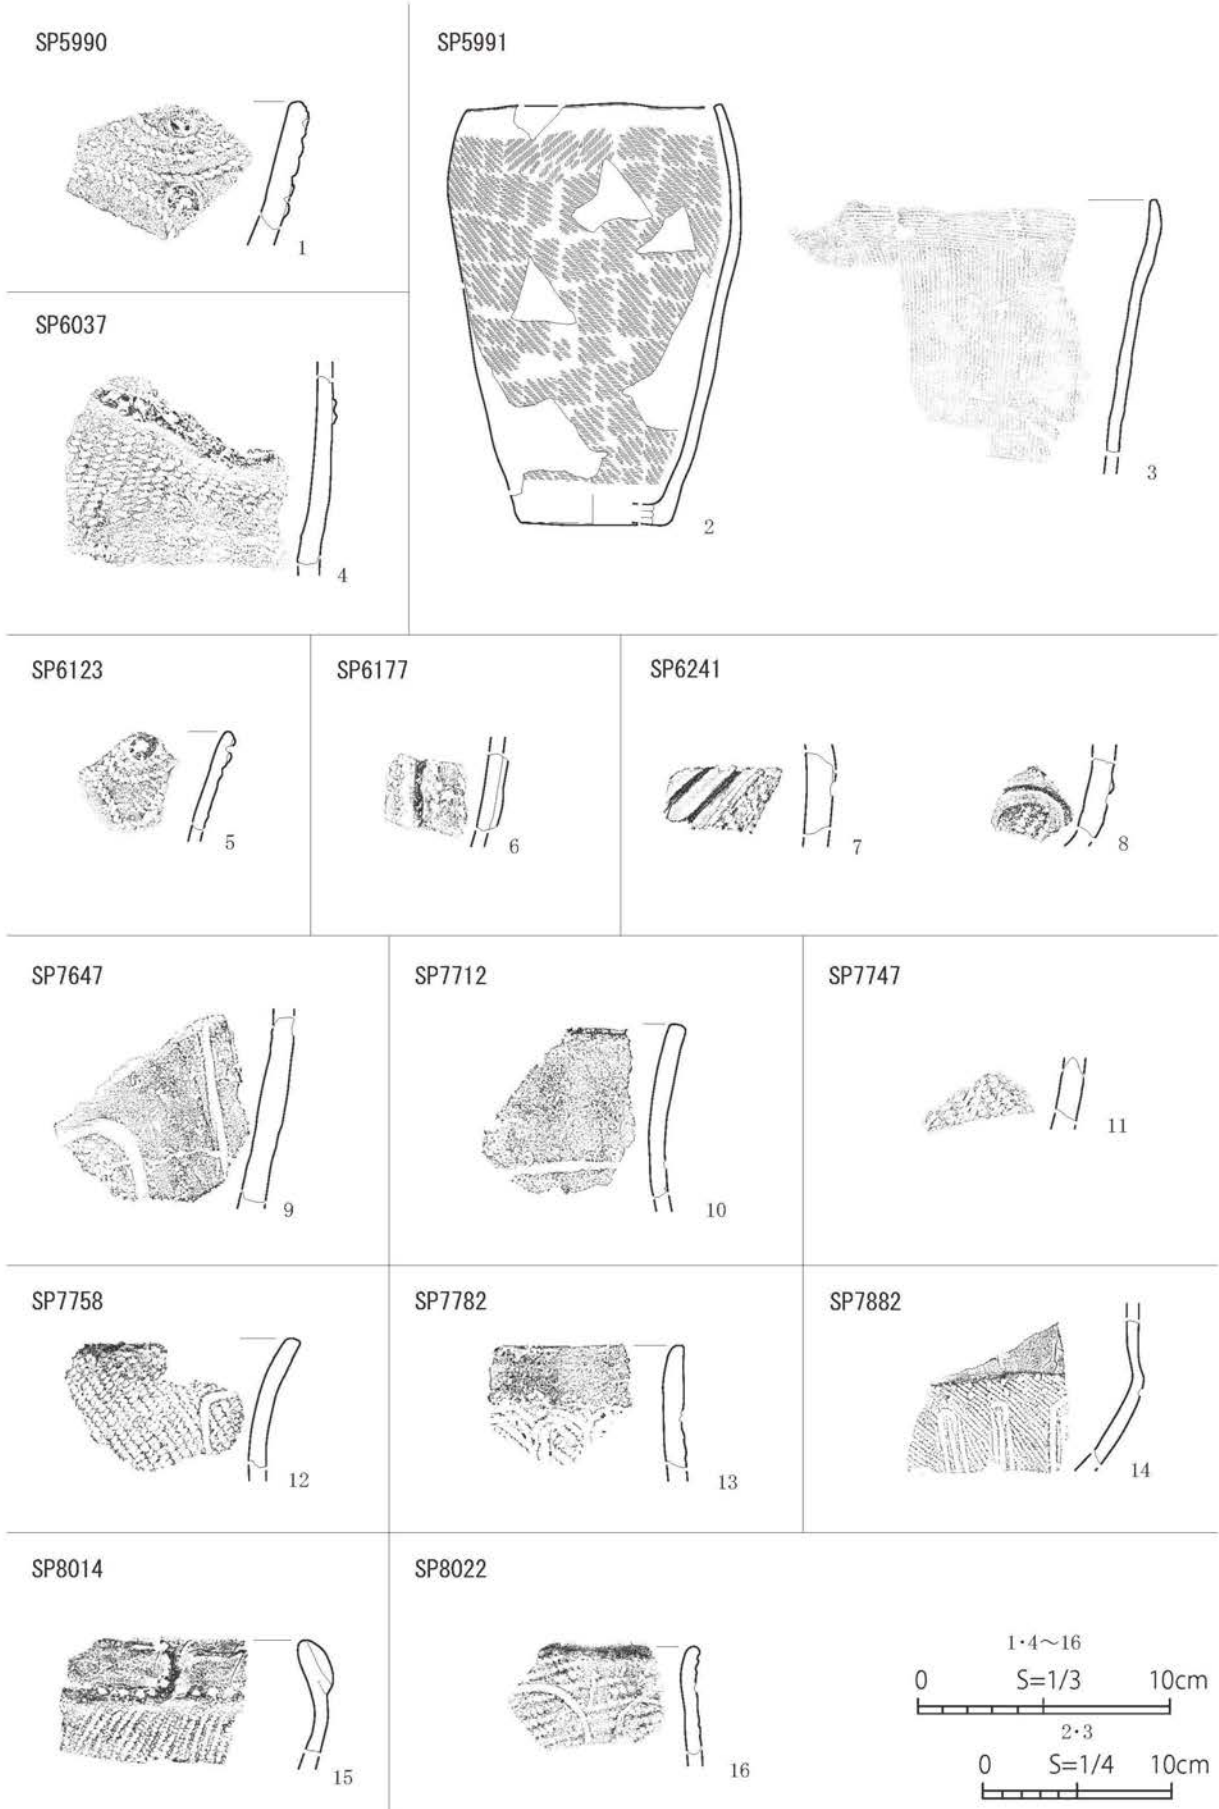 SP5990
SP5991
1
SP6037
2
3
4
SP6123
SP6177
SP6241
5
6
7
8
SP7647
SP7712
SP7747
9
10
11
SP7758
SP7782
SP7882
12
13
14
SP8014
SP8022
15
16
1・4～16
0 S=1/3 10cm
2・3
0 S=1/4 10cm